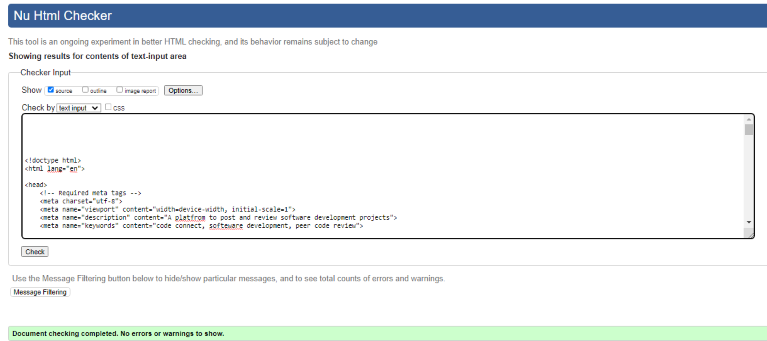 Nu Html Checker
This tool is an ongoing experiment in better HTML checking, and its behavior remains subject to change
Showing results for contents of text-input area
Checker Input
Show source outline image report Options...
Check by text input css
<!doctype html>
<html lang="en">
<head>
<!-- Required meta tags -->
<meta charset="utf-8">
<meta name="viewport" content="width=device-width, initial-scale=1">
<meta name="description" content="A platfrom to post and review software development projects">
<meta name="keywords" content="code connect, softeware development, peer code review">
Check
Use the Message Filtering button below to hide/show particular messages, and to see total counts of errors and warnings.
Message Filtering
Document checking completed. No errors or warnings to show.